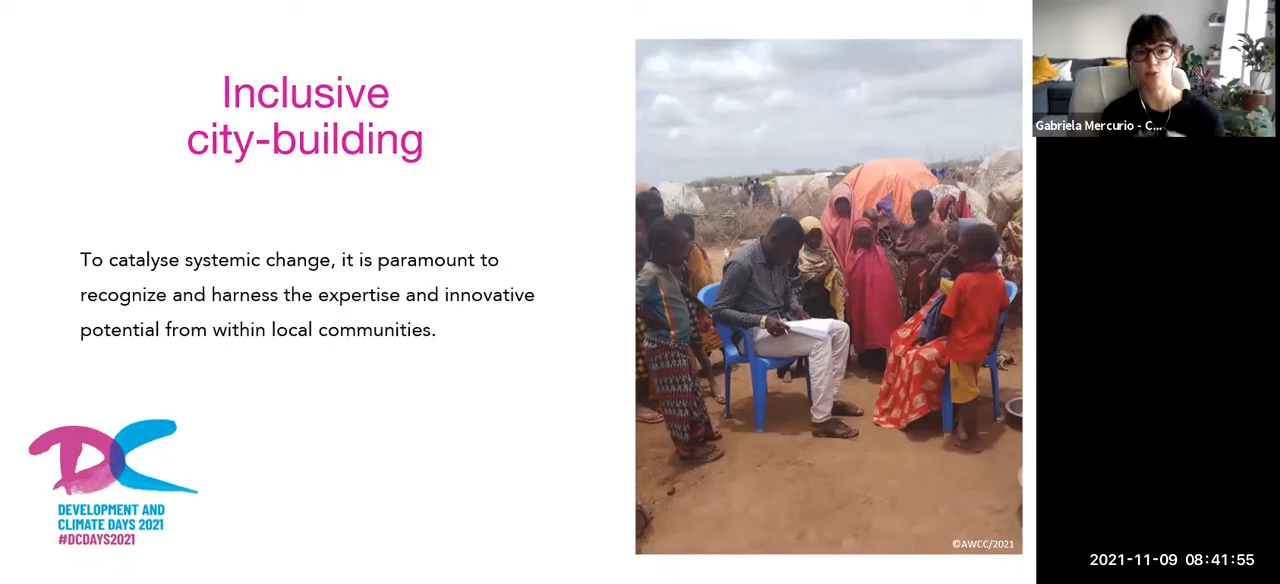 Inclusive
city-building
To catalyse systemic change, it is paramount to
recognize and harness the expertise and innovative
potential from within local communities.
DC
DEVELOPMENT AND
CLIMATE DAYS 2021
#DCDAYS2021
©AWCC/2021
Gabriela Mercurio - C...
2021-11-09 08:41:55